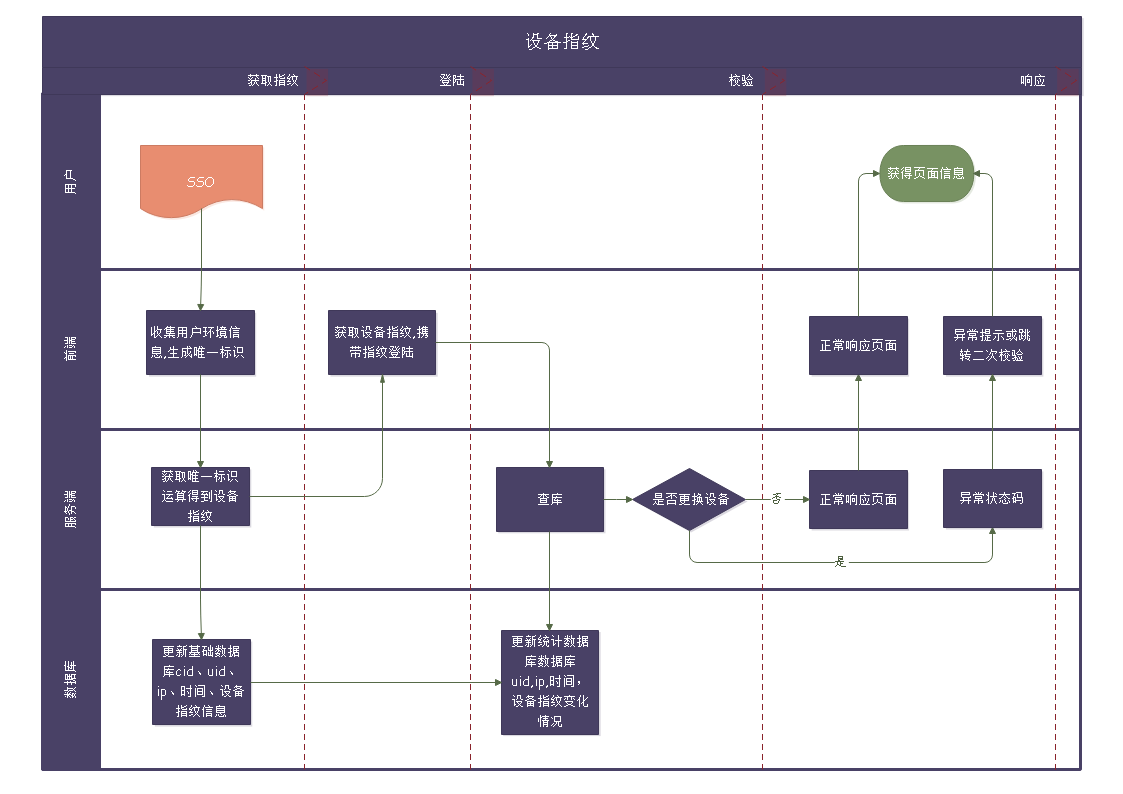 设备指纹
获取指纹
登陆
校验
响应
用户
SSO
获得页面信息
前端
收集用户环境信
息,生成唯一标识
获取设备指纹,携
带指纹登陆
正常响应页面
异常提示或跳
转二次校验
服务端
获取唯一标识
运算得到设备
指纹
查库
是否更换设备
否
正常响应页面
异常状态码
是
数据库
更新基础数据
库cid、uid、
ip、时间、设备
指纹信息
更新统计数据
库数据库
uid,ip,时间，
设备指纹变化
情况